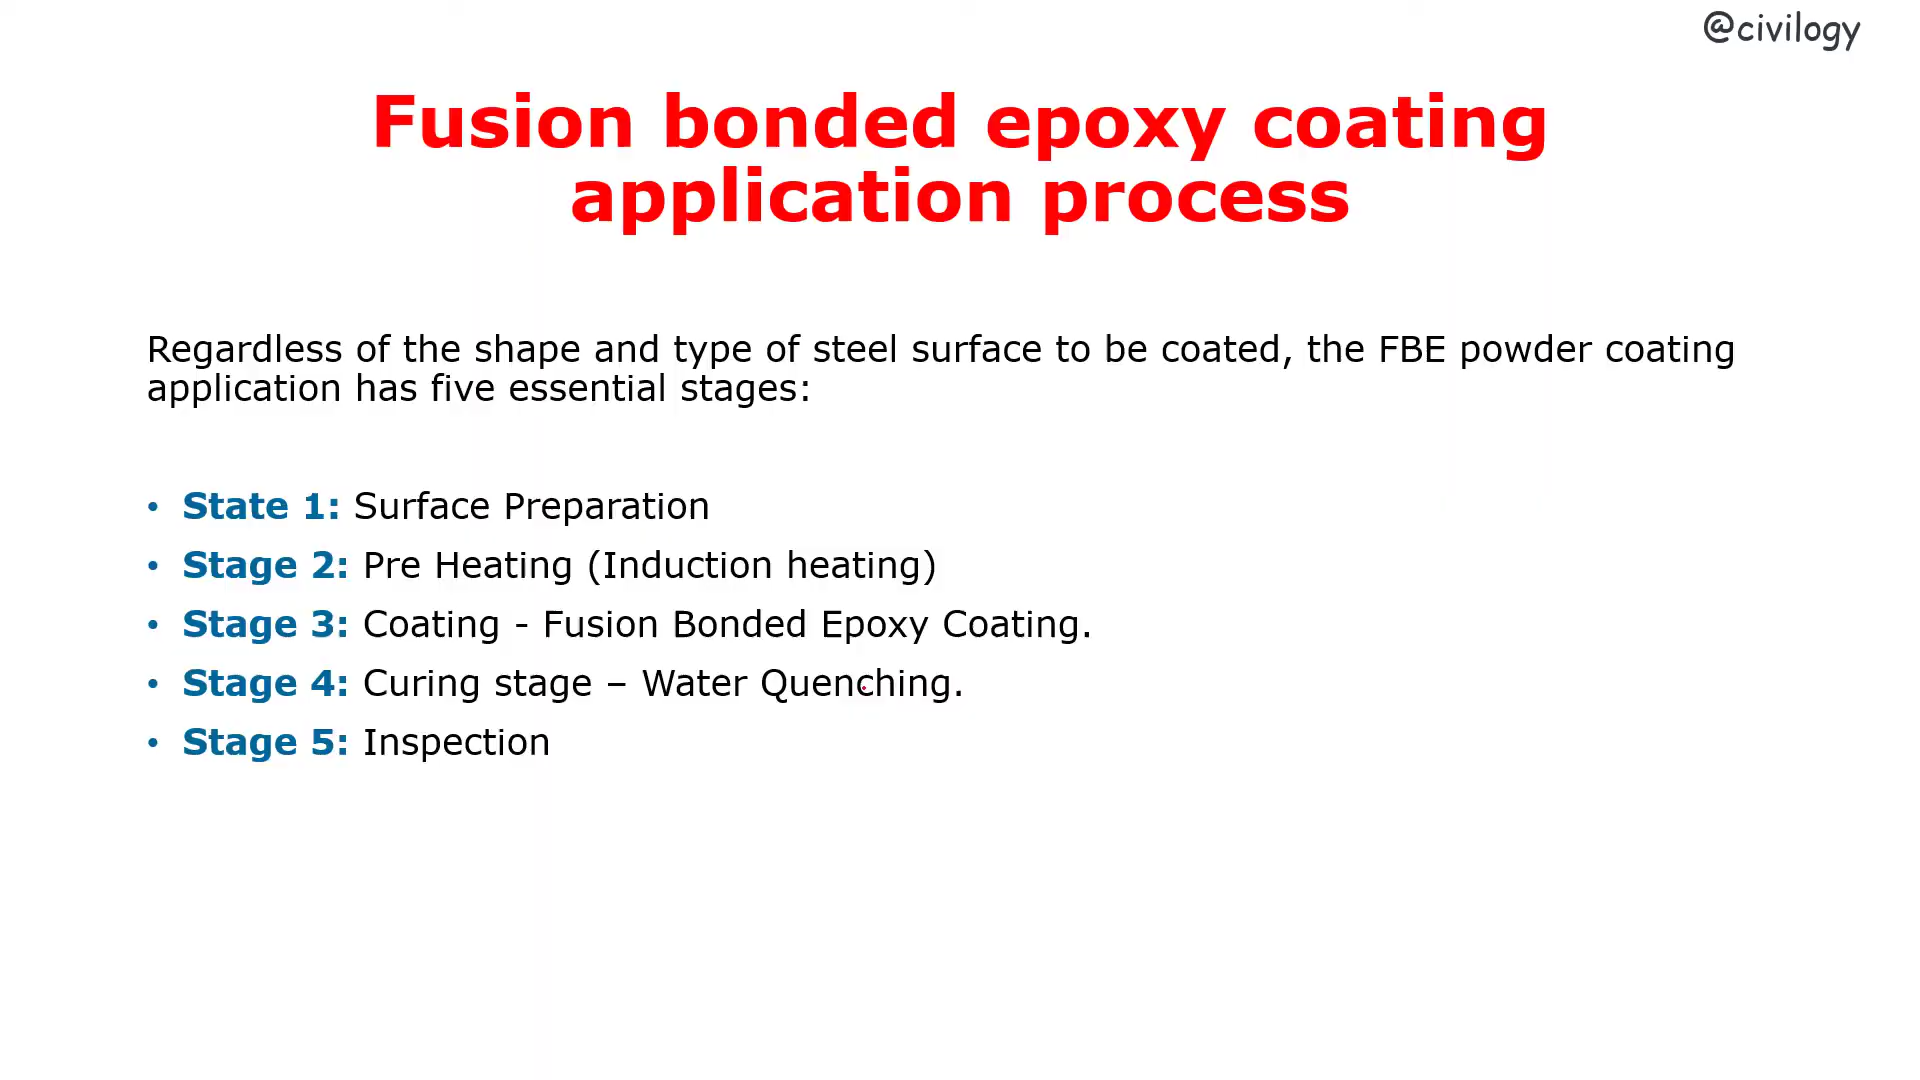 @civilogy
Fusion bonded epoxy coating
application process
Regardless of the shape and type of steel surface to be coated, the FBE powder coating
application has five essential stages:
• State 1: Surface Preparation
• Stage 2: Pre Heating (Induction heating)
• Stage 3: Coating - Fusion Bonded Epoxy Coating.
• Stage 4: Curing stage – Water Quenching.
• Stage 5: Inspection